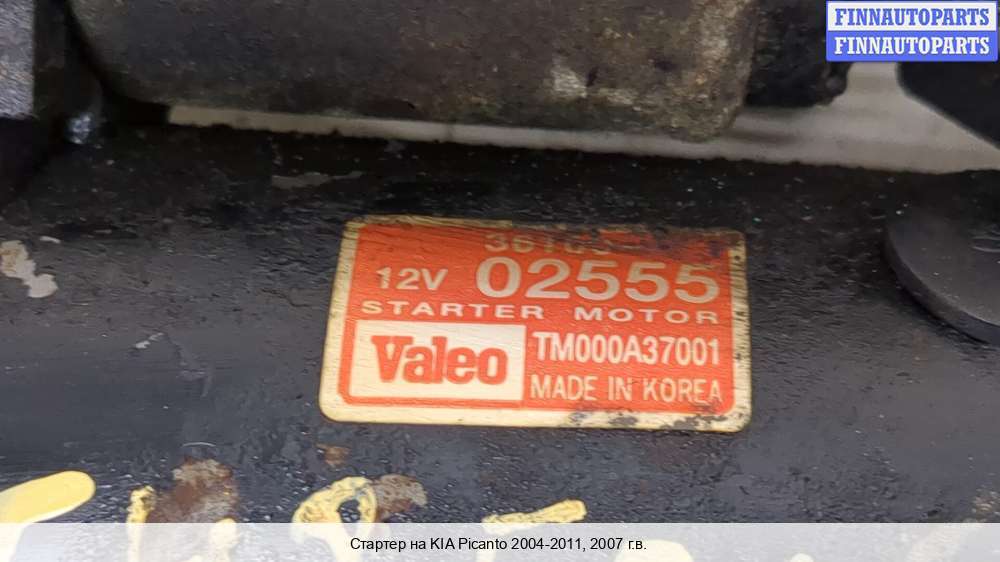 FINNAUTOPARTS
FINNAUTOPARTS
12V 02555
STARTER MOTOR
Valeo TM000A37001
MADE IN KOREA
Стартер на KIA Picanto 2004-2011, 2007 г.в.